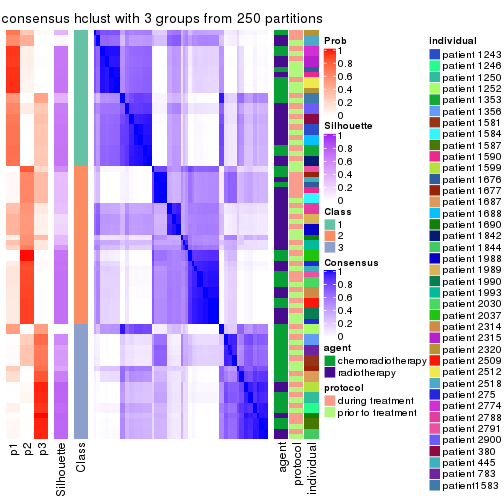 consensus hclust with 3 groups from 250 partitions
p1
p2
p3
Silhouette
Class
agent
protocol
individual
Prob
1
0.8
0.6
0.4
0.2
0
Silhouette
1
0.8
0.6
0.4
0.2
0
Class
1
2
3
Consensus
1
0.8
0.6
0.4
0.2
0
agent
chemoradiotherapy
radiotherapy
protocol
during treatment
prior to treatment
individual
patient 1243
patient 1246
patient 1250
patient 1252
patient 1353
patient 1356
patient 1581
patient 1584
patient 1587
patient 1590
patient 1599
patient 1676
patient 1677
patient 1687
patient 1688
patient 1690
patient 1842
patient 1844
patient 1988
patient 1989
patient 1990
patient 1993
patient 2030
patient 2037
patient 2314
patient 2315
patient 2320
patient 2509
patient 2512
patient 2518
patient 275
patient 2774
patient 2788
patient 2791
patient 2900
patient 380
patient 445
patient 783
patient1583